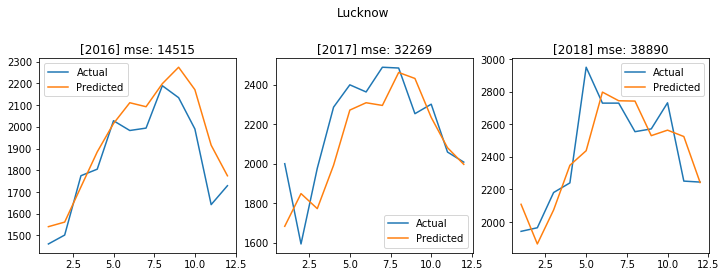 Lucknow
[2016] mse: 14515
2300
2200
2100
2000
1900
1800
1700
1600
1500
2.5 5.0 7.5 10.0 12.5
Actual
Predicted
[2017] mse: 32269
2400
2200
2000
1800
1600
2.5 5.0 7.5 10.0 12.5
Actual
Predicted
[2018] mse: 38890
3000
2800
2600
2400
2200
2000
2.5 5.0 7.5 10.0 12.5
Actual
Predicted